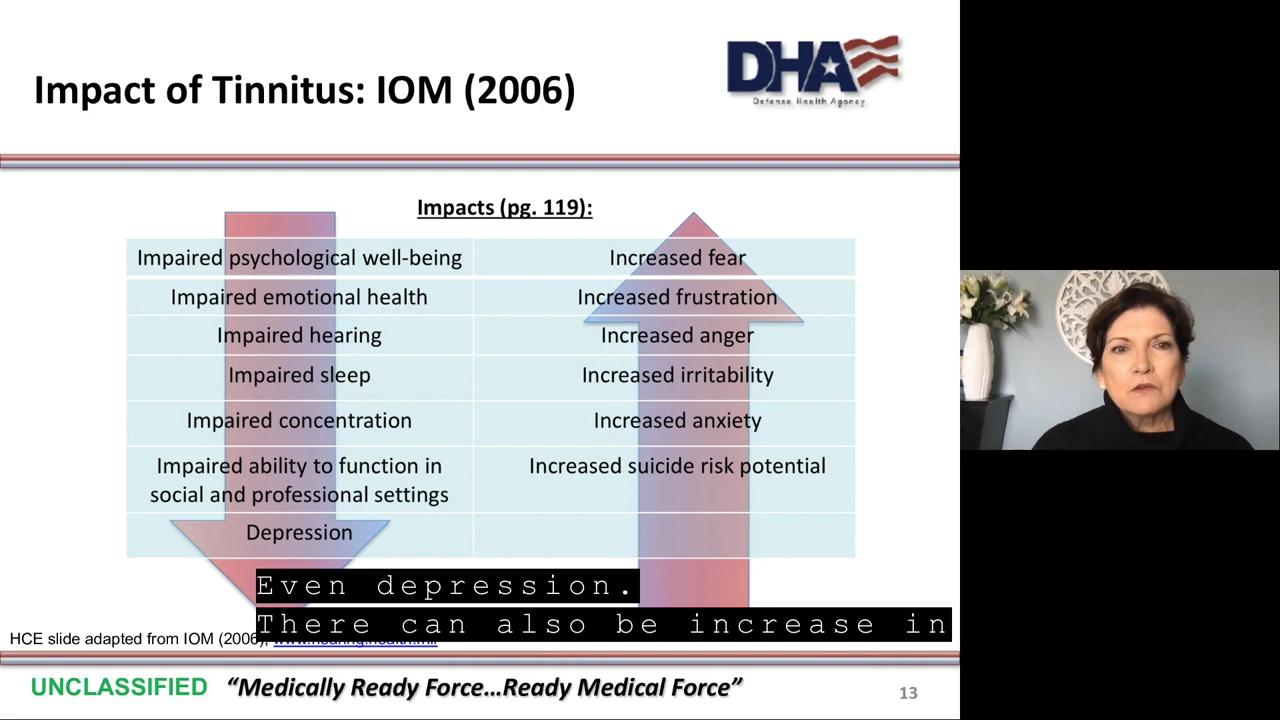 Impact of Tinnitus: IOM (2006)
DHA
Defense Health Agency
Impacts (pg. 119):
Impaired psychological well-being
Increased fear
Impaired emotional health
Increased frustration
Impaired hearing
Increased anger
Impaired sleep
Increased irritability
Impaired concentration
Increased anxiety
Impaired ability to function in
social and professional settings
Increased suicide risk potential
Depression
Even depression.
There can also be increase in
HCE slide adapted from IOM (2006)
UNCLASSIFIED
“Medically Ready Force...Ready Medical Force”
13